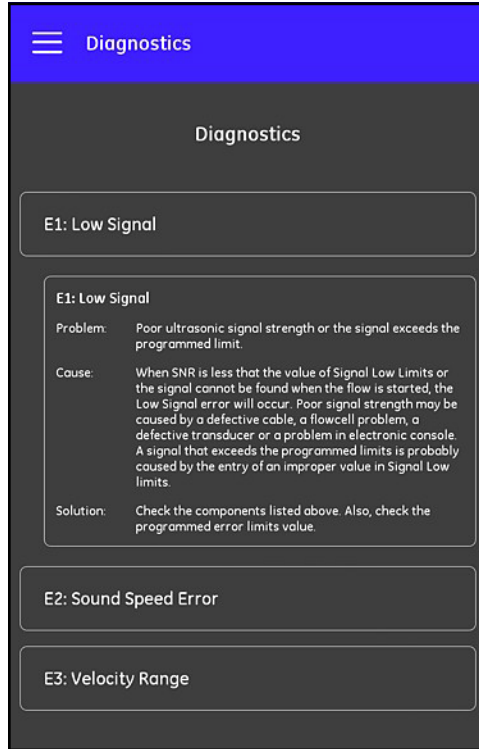 Diagnostics
Diagnostics
E1: Low Signal
E1: Low Signal
Problem: Poor ultrasonic signal strength or the signal exceeds the
programmed limit.
Cause: When SNR is less that the value of Signal Low Limits or
the signal cannot be found when the flow is started, the
Low Signal error will occur. Poor signal strength may be
caused by a defective cable, a flowcell problem, a
defective transducer or a problem in electronic console.
A signal that exceeds the programmed limits is probably
caused by the entry of an improper value in Signal Low
limits.
Solution: Check the components listed above. Also, check the
programmed error limits value.
E2: Sound Speed Error
E3: Velocity Range